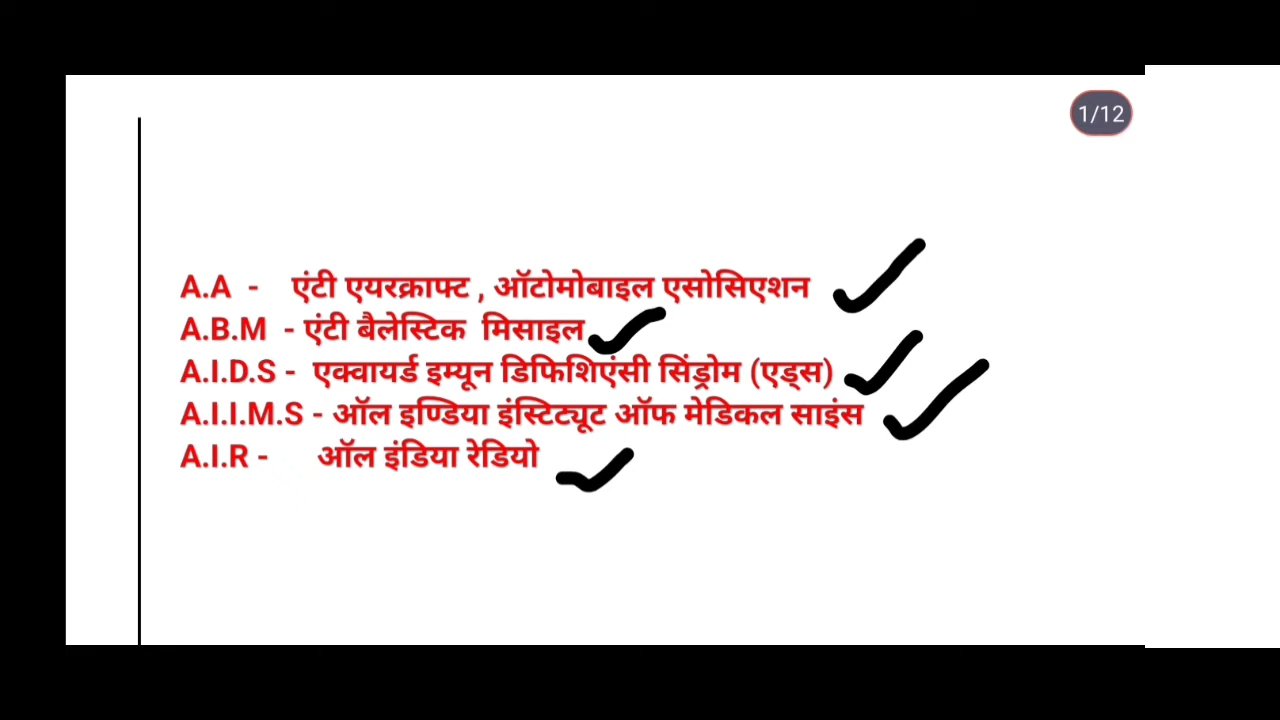 1/12
A.A - एंटी एयरक्राफ्ट , ऑटोमोबाइल एसोसिएशन
A.B.M - एंटी बैलेस्टिक मिसाइल
A.I.D.S - एक्वायर्ड इम्यून डिफिशिएंसी सिंड्रोम (एड्स)
A.I.I.M.S - ऑल इण्डिया इंस्टिट्यूट ऑफ मेडिकल साइंस
A.I.R - ऑल इंडिया रेडियो